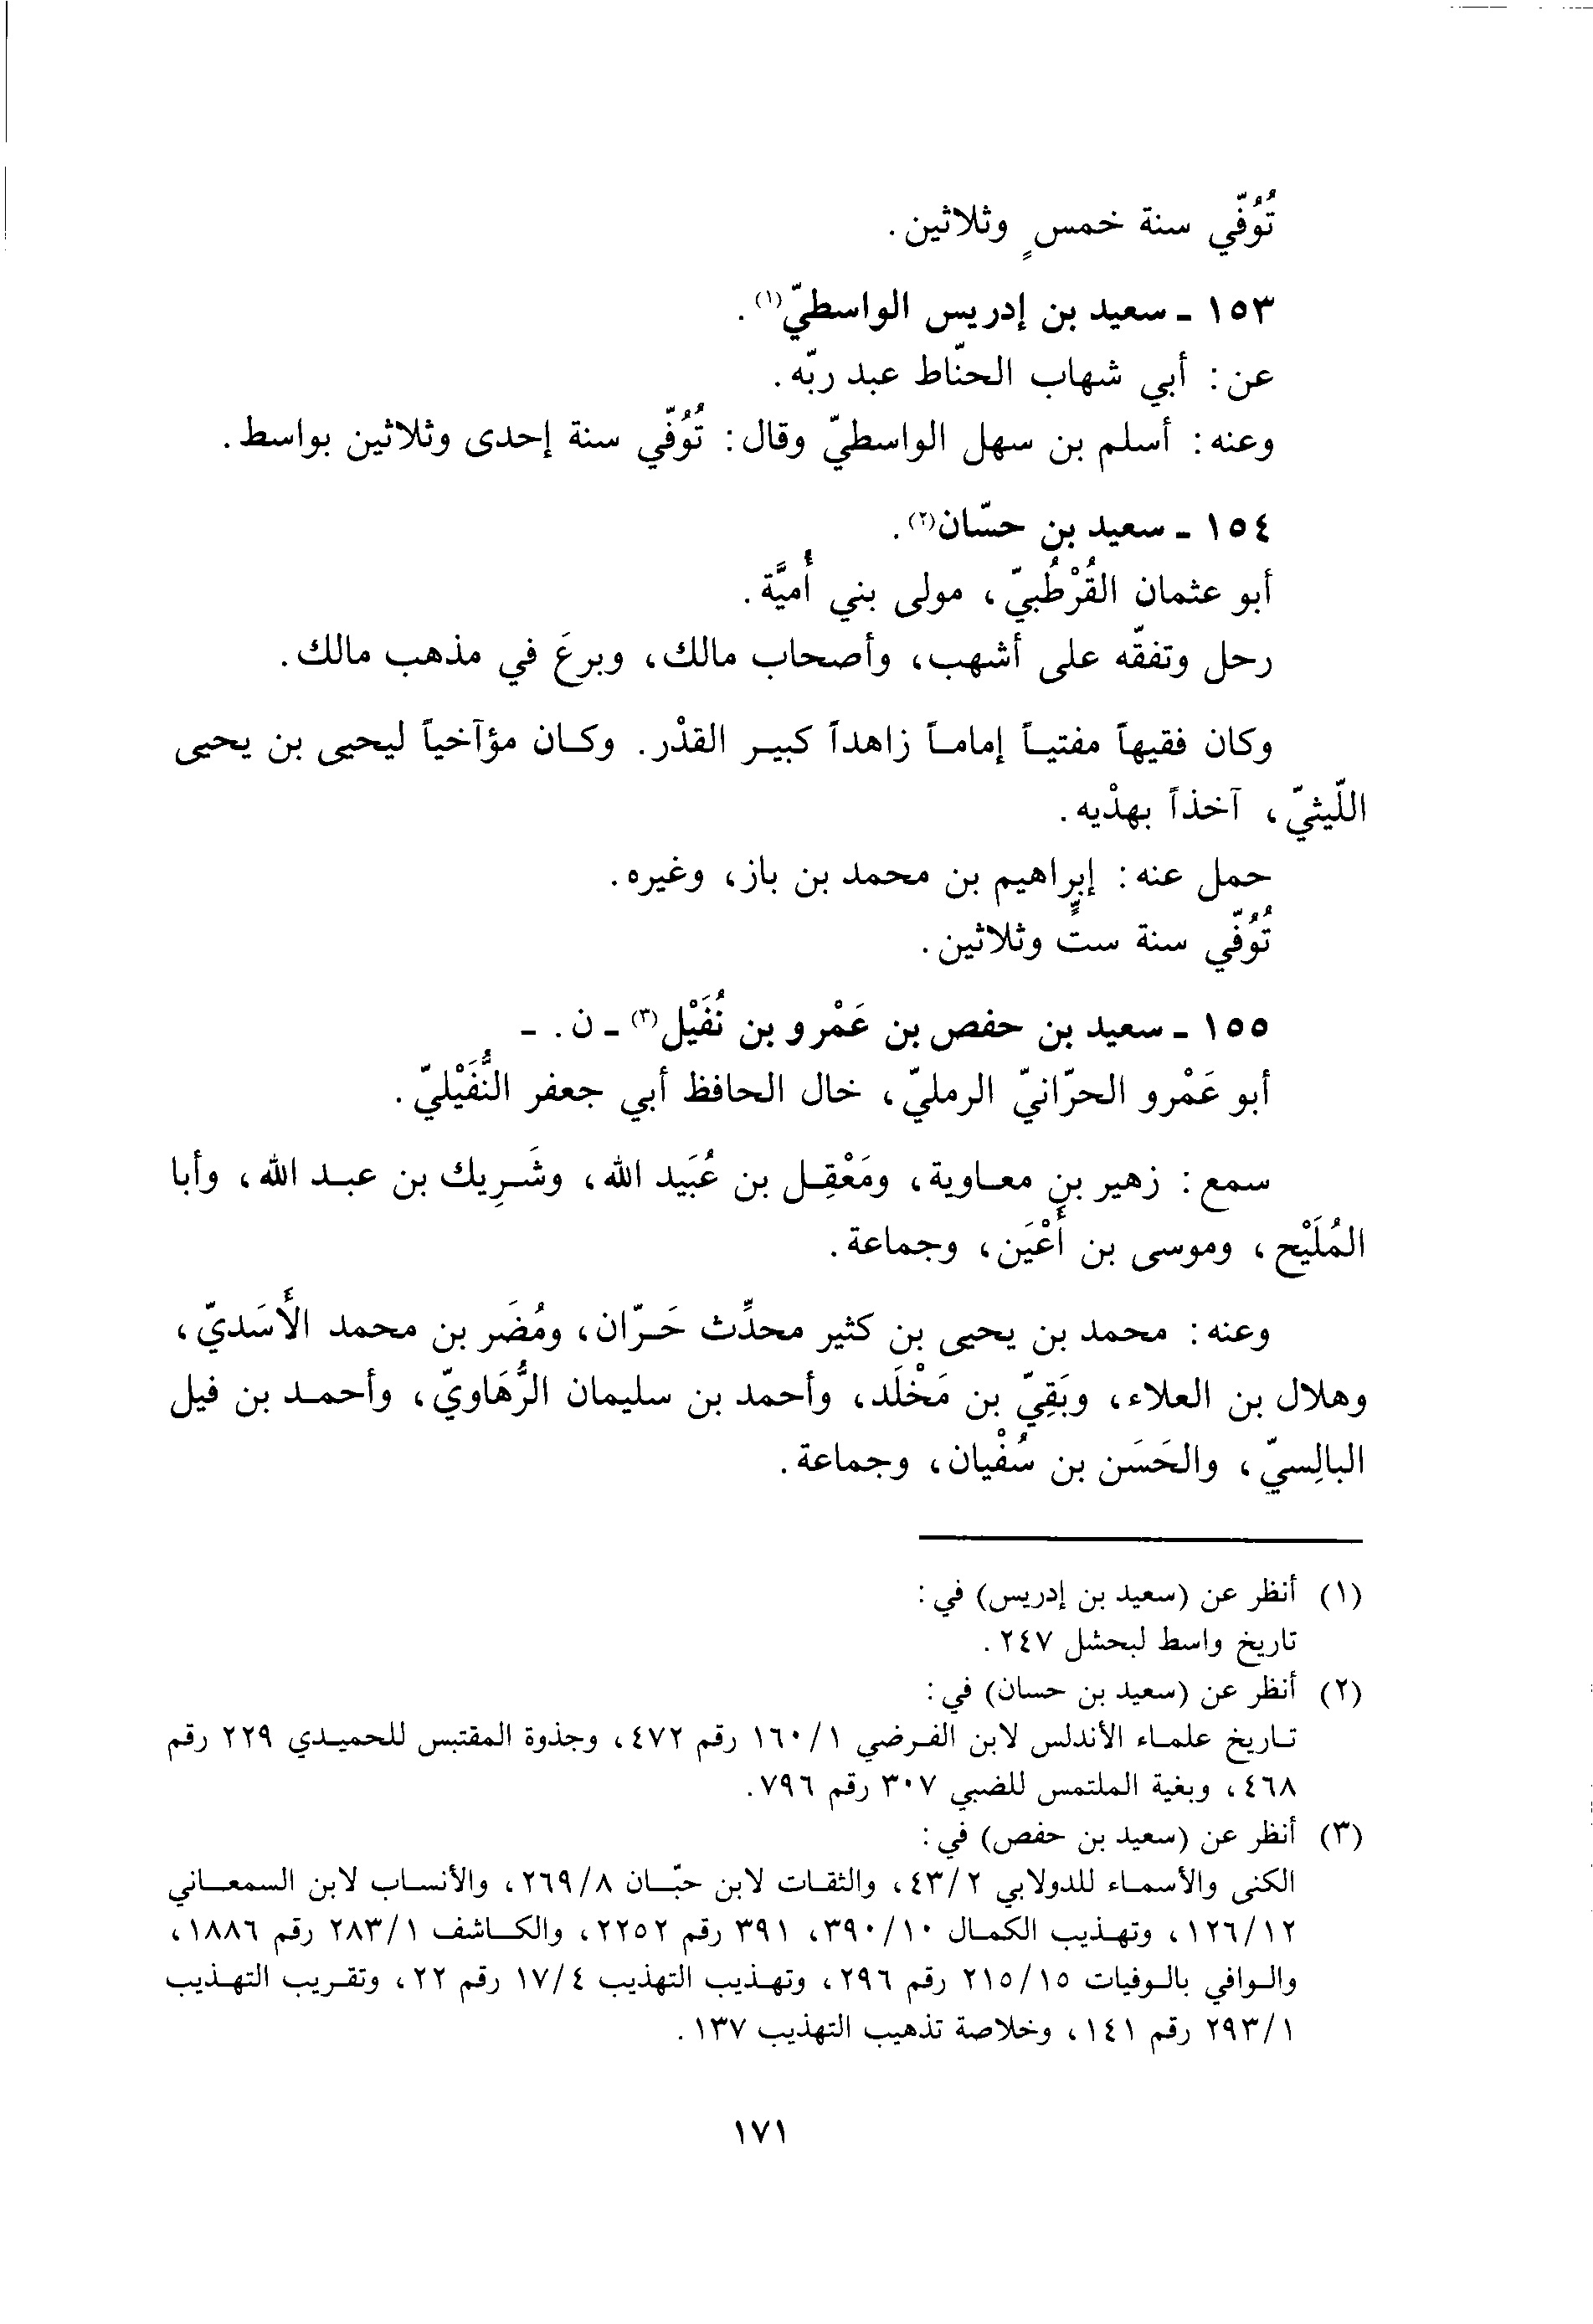 تُوُفّي سنة خمسٍ وثلاثين.
١٥٣ - سعيد بن إدريس الواسطيّ(١).
عن: أبي شهاب الحنّاط عبد ربّه.
وعنه: أسلم بن سهل الواسطيّ وقال: تُوُفّي سنة إحدى وثلاثين بواسط.
١٥٤ - سعيد بن حسّان(٢).
أبو عثمان القُرْطُبيّ، مولى بني أُميَّة.
رحل وتفقّه على أشهب، وأصحاب مالك، وبرعَ في مذهب مالك.
وكان فقيهاً مفتياً إماماً زاهداً كبير القدْر. وكان مؤآخياً ليحيى بن يحيى
اللّيثيّ، آخذاً بهدْيه.
حمل عنه: إبراهيم بن محمد بن باز، وغيره.
تُوُفّي سنة ستٍّ وثلاثين.
١٥٥ - سعيد بن حفص بن عَمْرو بن نُفَيْل(٣) - ن. -
أبو عَمْرو الحرّانيّ الرمليّ، خال الحافظ أبي جعفر النُّفَيْليّ.
سمع: زهير بن معاوية، ومَعْقِل بن عُبَيد الله، وشَرِيك بن عبد الله، وأبا
المُلَيْح، وموسى بن أَعْيَن، وجماعة.
وعنه: محمد بن يحيى بن كثير محدِّث حَرّان، ومُضَر بن محمد الأَسَديّ،
وهلال بن العلاء، وبَقِيّ بن مَخْلَد، وأحمد بن سليمان الرُّهَاويّ، وأحمد بن فيل
البالِسيّ، والحَسَن بن سُفْيان، وجماعة.
(١) أنظر عن (سعيد بن إدريس) في:
تاريخ واسط لبحشل ٢٤٧.
(٢) أنظر عن (سعيد بن حسان) في:
تاريخ علماء الأندلس لابن الفرضي ١/١٦٠ رقم ٤٧٢، وجذوة المقتبس للحميدي ٢٢٩ رقم
٤٦٨، وبغية الملتمس للضبي ٣٠٧ رقم ٧٩٦.
(٣) أنظر عن (سعيد بن حفص) في:
الكنى والأسماء للدولابي ٢/٤٣، والثقات لابن حبّان ٨/٢٦٩، والأنساب لابن السمعاني
١٢/١٢٦، وتهذيب الكمال ١٠/٣٩٠، ٣٩١ رقم ٢٢٥٢، والكاشف ١/٢٨٣ رقم ١٨٨٦،
والوافي بالوفيات ١٥/٢١٥ رقم ٢٩٦، وتهذيب التهذيب ٤/١٧ رقم ٢٢، وتقريب التهذيب
١/٢٩٣ رقم ١٤١، وخلاصة تذهيب التهذيب ١٣٧.
١٧١